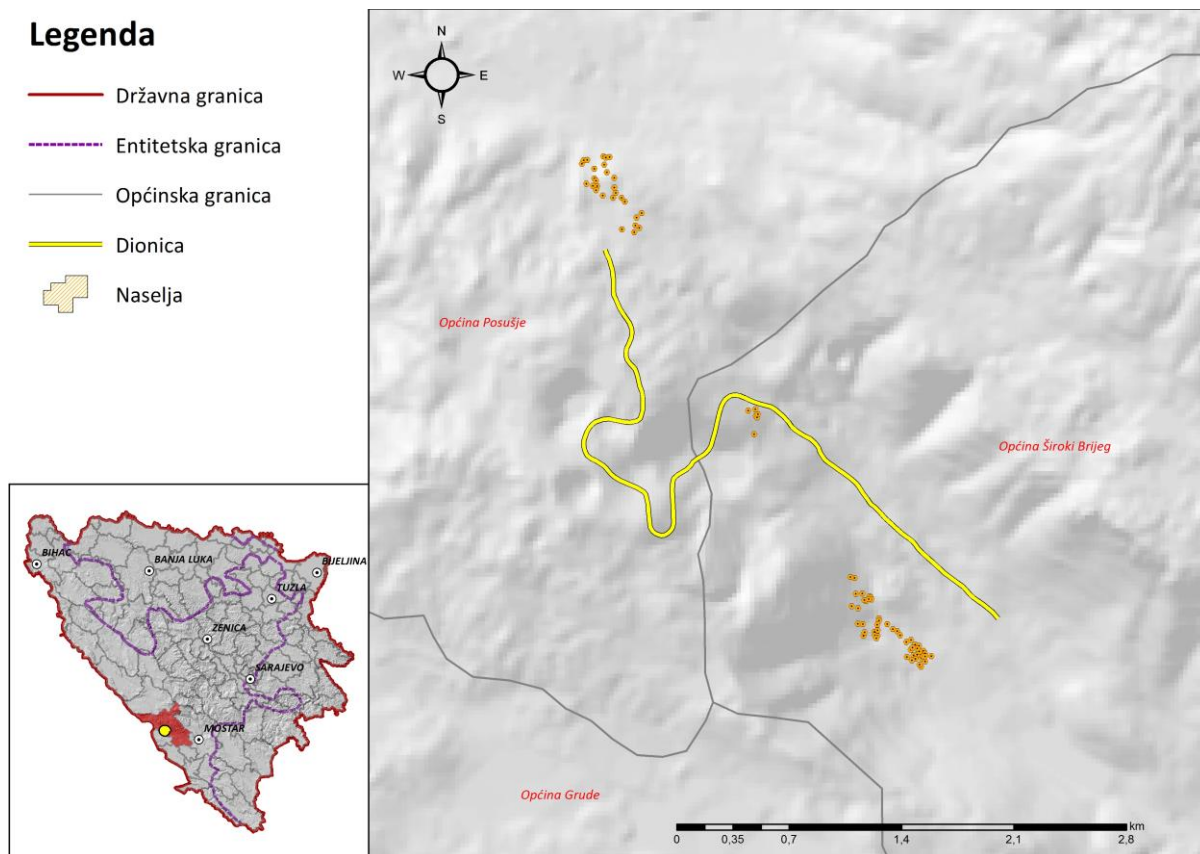 Legenda
Državna granica
Entitetska granica
Općinska granica
Dionica
Naselja
BIHAĆ
BANJA LUKA
BIJELJINA
TUZLA
ZENICA
SARAJEVO
MOSTAR
N
W E
S
Općina Posušje
Općina Široki Brijeg
Općina Grude
km
0 0,35 0,7 1,4 2,1 2,8